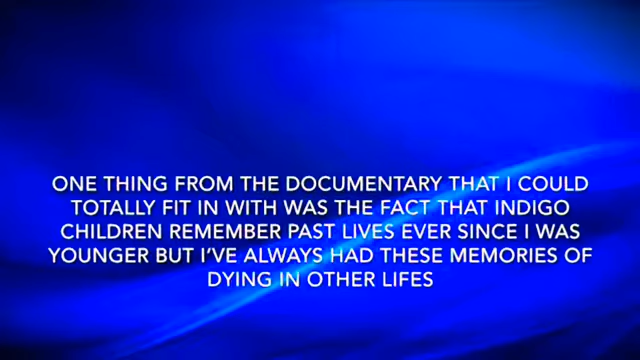 ONE THING FROM THE DOCUMENTARY THAT I COULD
TOTALLY FIT IN WITH WAS THE FACT THAT INDIGO
CHILDREN REMEMBER PAST LIVES EVER SINCE I WAS
YOUNGER BUT I'VE ALWAYS HAD THESE MEMORIES OF
DYING IN OTHER LIFES